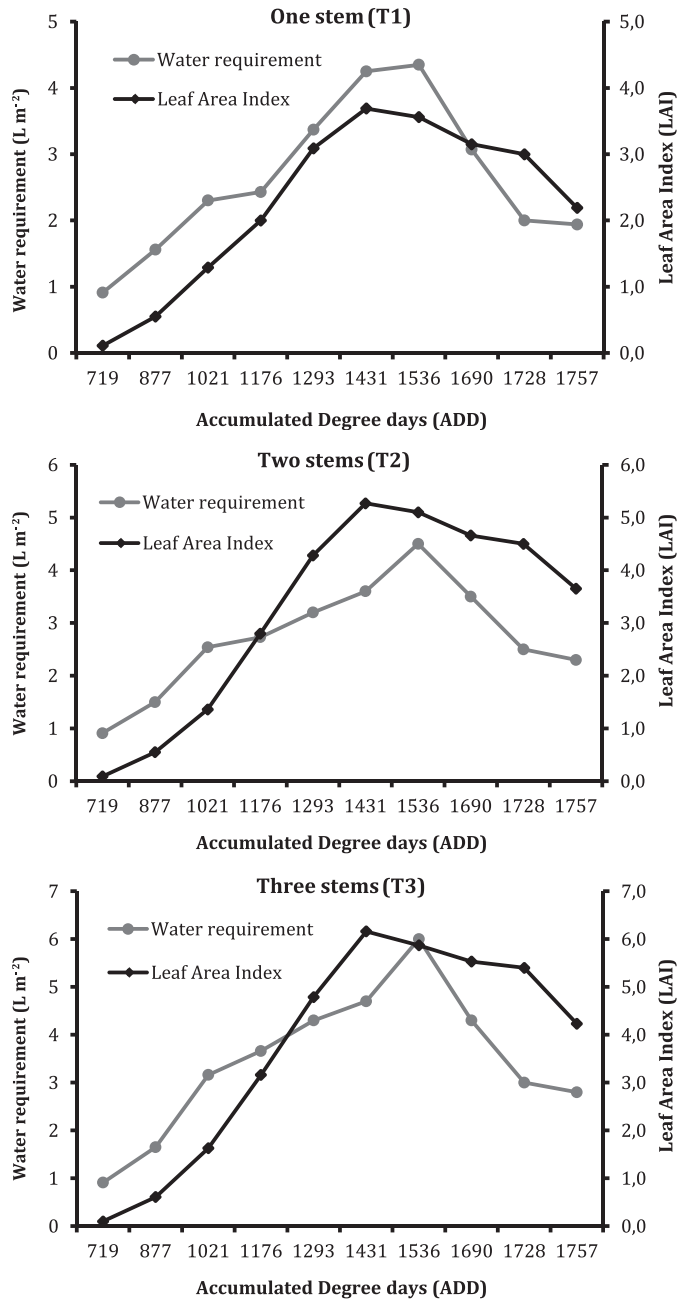 One stem (T1)
Water requirement
Leaf Area Index
Water requirement (L m⁻²)
5
4
3
2
1
0
5,0
4,0
3,0
2,0
1,0
0,0
Leaf Area Index (LAI)
719 877 1021 1176 1293 1431 1536 1690 1728 1757
Accumulated Degree days (ADD)
Two stems (T2)
Water requirement
Leaf Area Index
Water requirement (L m⁻²)
6
5
4
3
2
1
0
6,0
5,0
4,0
3,0
2,0
1,0
0,0
Leaf Area Index (LAI)
719 877 1021 1176 1293 1431 1536 1690 1728 1757
Accumulated Degree days (ADD)
Three stems (T3)
Water requirement
Leaf Area Index
Water requirement (L m⁻²)
7
6
5
4
3
2
1
0
7,0
6,0
5,0
4,0
3,0
2,0
1,0
0,0
Leaf Area Index (LAI)
719 877 1021 1176 1293 1431 1536 1690 1728 1757
Accumulated Degree days (ADD)